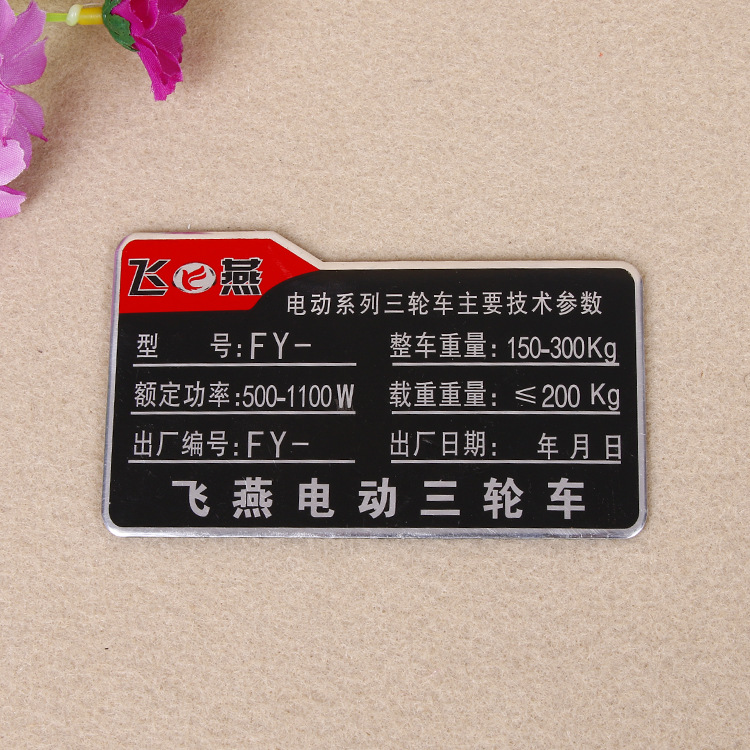 飞燕
电动系列三轮车主要技术参数
型 号:FY- 整车重量:150-300Kg
额定功率:500-1100W 载重重量:≤200Kg
出厂编号:FY- 出厂日期: 年月日
飞燕电动三轮车